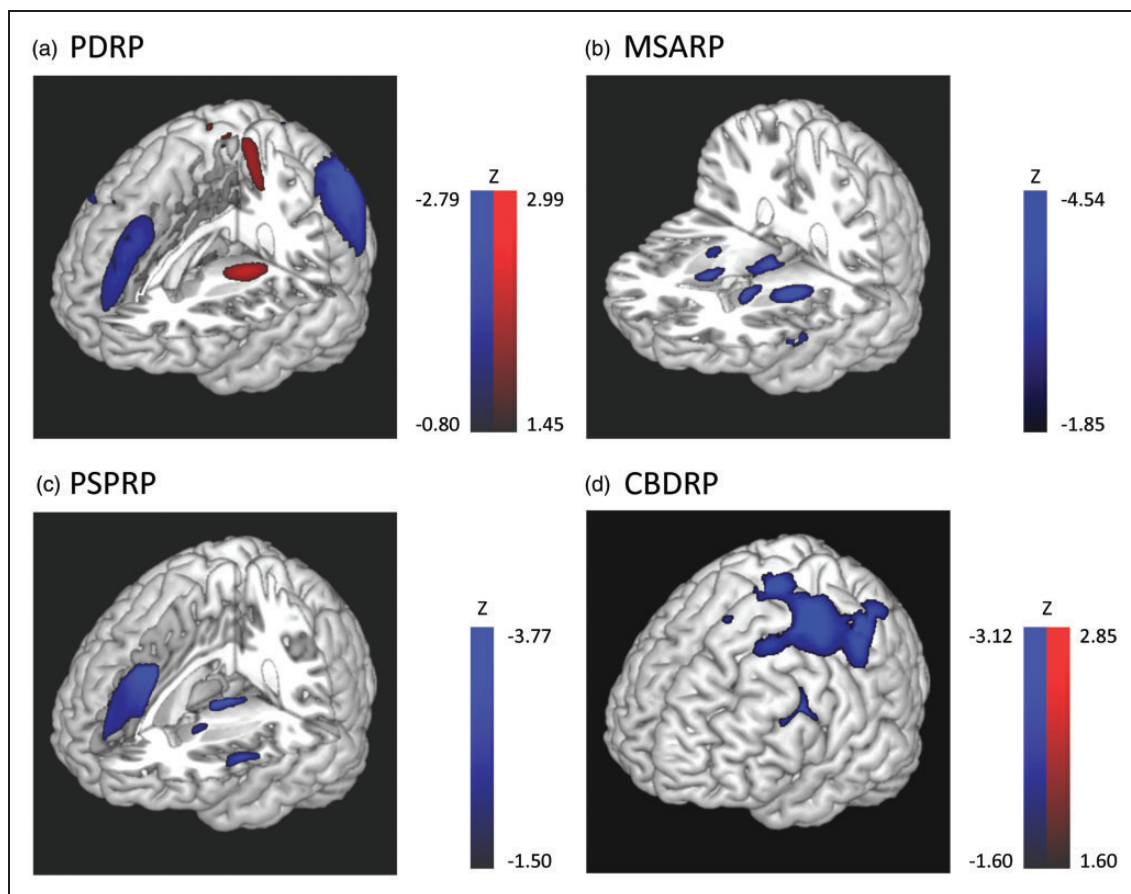 (a) PDRP
Z
-2.79 2.99
-0.80 1.45
(b) MSARP
Z
-4.54
-1.85
(c) PSPRP
Z
-3.77
-1.50
(d) CBDRP
Z
-3.12 2.85
-1.60 1.60